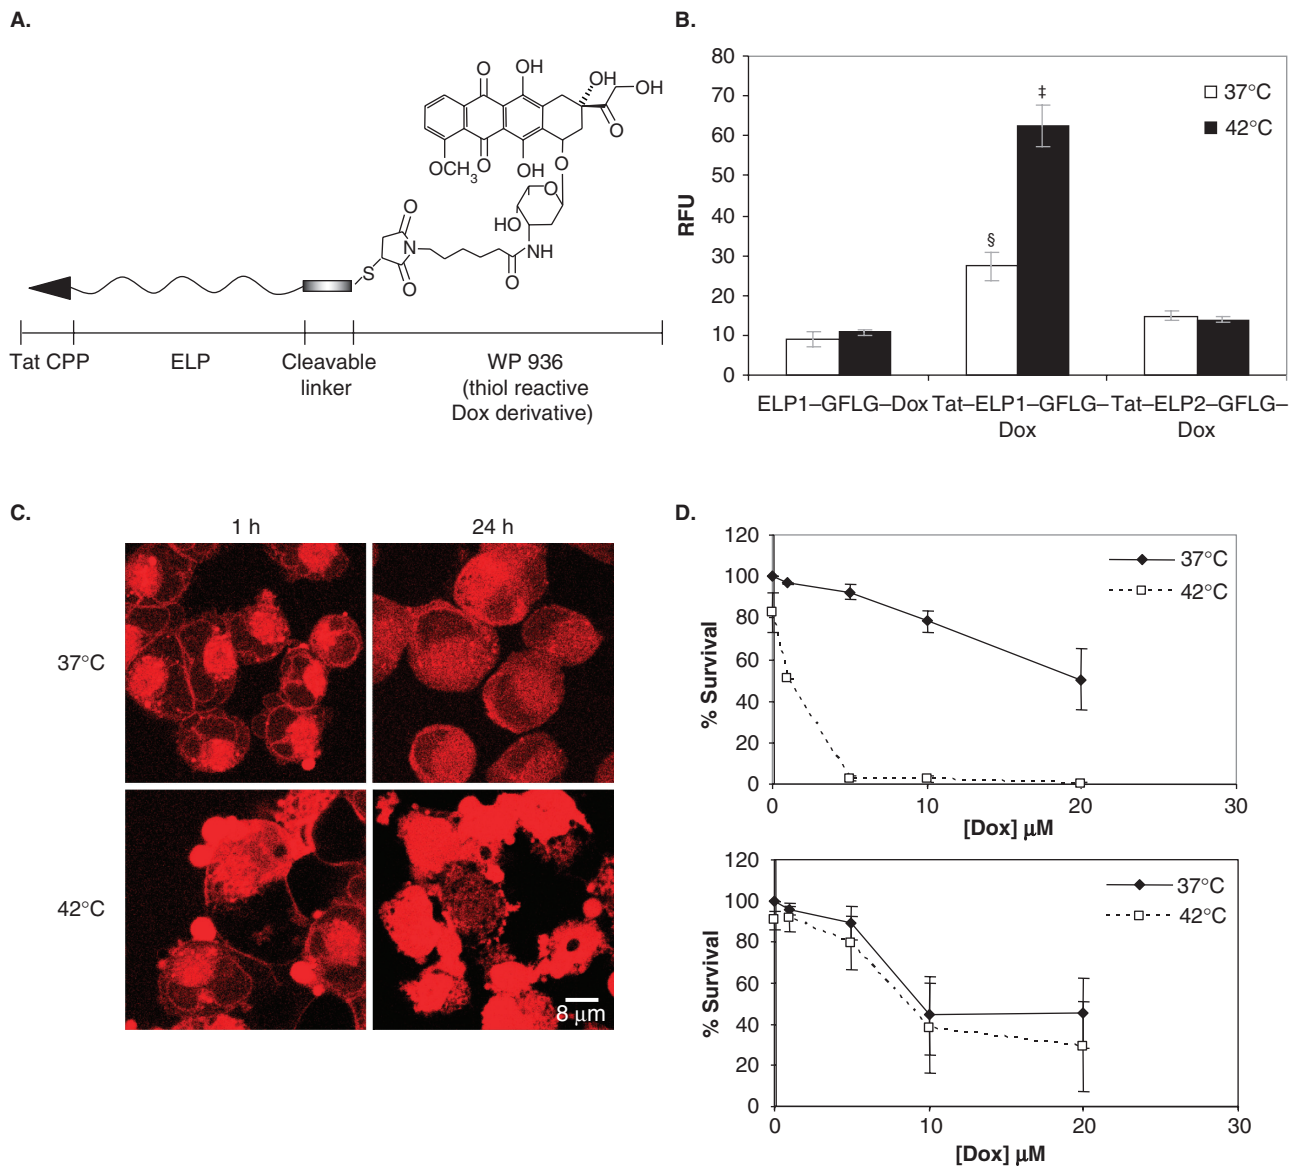 A.
OH
O
OH
OH
OH
O
OCH3
O
OH
O
O
HO
NH
O
O
N
O
S
Tat CPP
ELP
Cleavable
linker
WP 936
(thiol reactive
Dox derivative)
B.
80
70
60
50
40
30
20
10
0
RFU
§
‡
37°C
42°C
ELP1–GFLG–Dox
Tat–ELP1–GFLG–
Dox
Tat–ELP2–GFLG–
Dox
C.
1 h
24 h
37°C
42°C
8 µm
D.
120
100
80
60
40
20
0
% Survival
37°C
42°C
0
10
20
30
[Dox] µM
120
100
80
60
40
20
0
% Survival
37°C
42°C
0
10
20
30
[Dox] µM